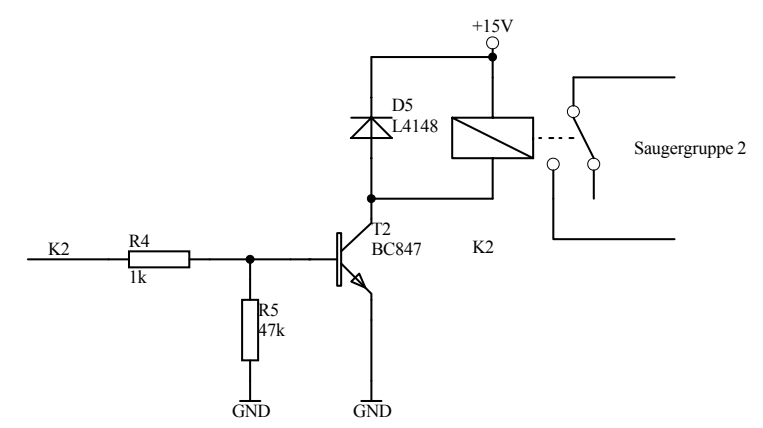 +15V
D5
L4148
Saugergruppe 2
T2
BC847
K2
K2
R4
1k
R5
47k
GND
GND